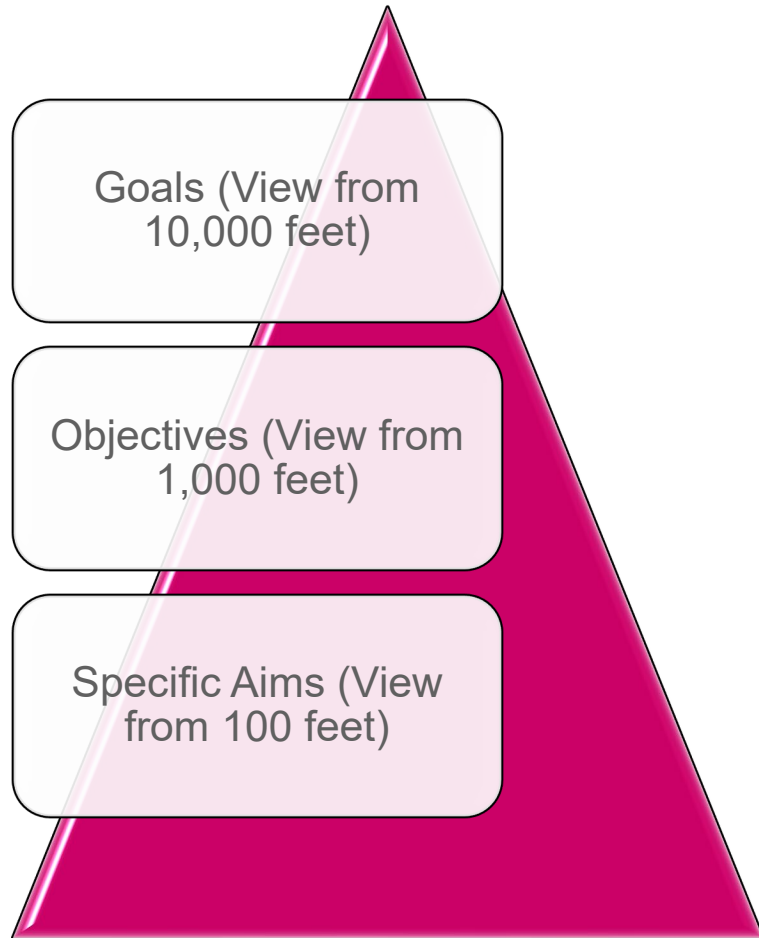 Goals (View from
10,000 feet)
Objectives (View from
1,000 feet)
Specific Aims (View
from 100 feet)